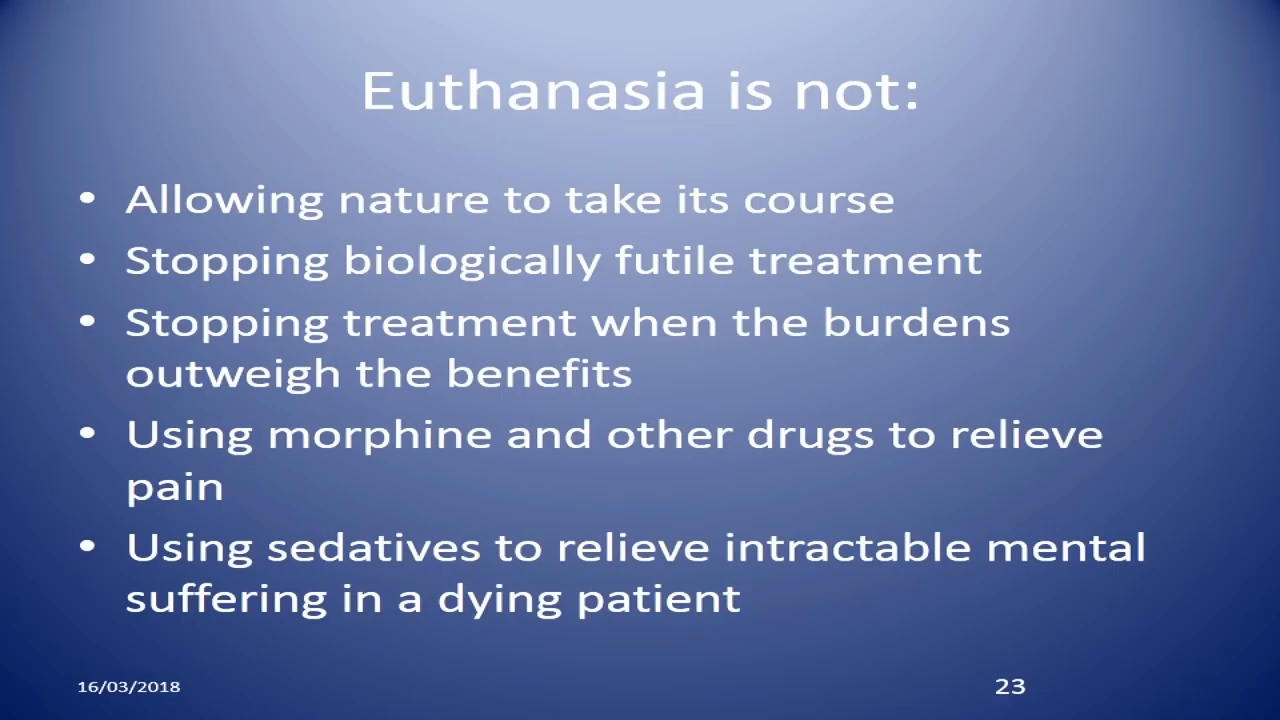 Euthanasia is not:
• Allowing nature to take its course
• Stopping biologically futile treatment
• Stopping treatment when the burdens
outweigh the benefits
• Using morphine and other drugs to relieve
pain
• Using sedatives to relieve intractable mental
suffering in a dying patient
16/03/2018
23